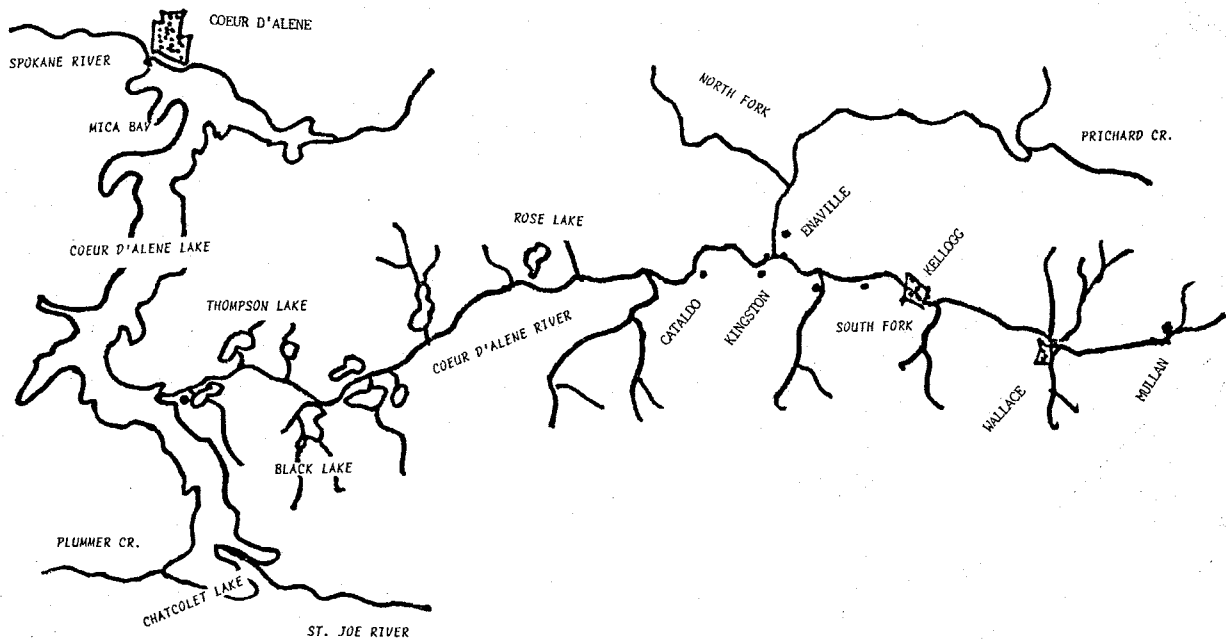 COEUR D'ALENE
SPOKANE RIVER
MICA BAY
NORTH FORK
PRICHARD CR.
ROSE LAKE
ENAVILLE
COEUR D'ALENE LAKE
KELLOGG
THOMPSON LAKE
CATALDO
KINGSTON
SOUTH FORK
COEUR D'ALENE RIVER
MULLAN
WALLACE
BLACK LAKE
PLUMMER CR.
CHATCOLET LAKE
ST. JOE RIVER